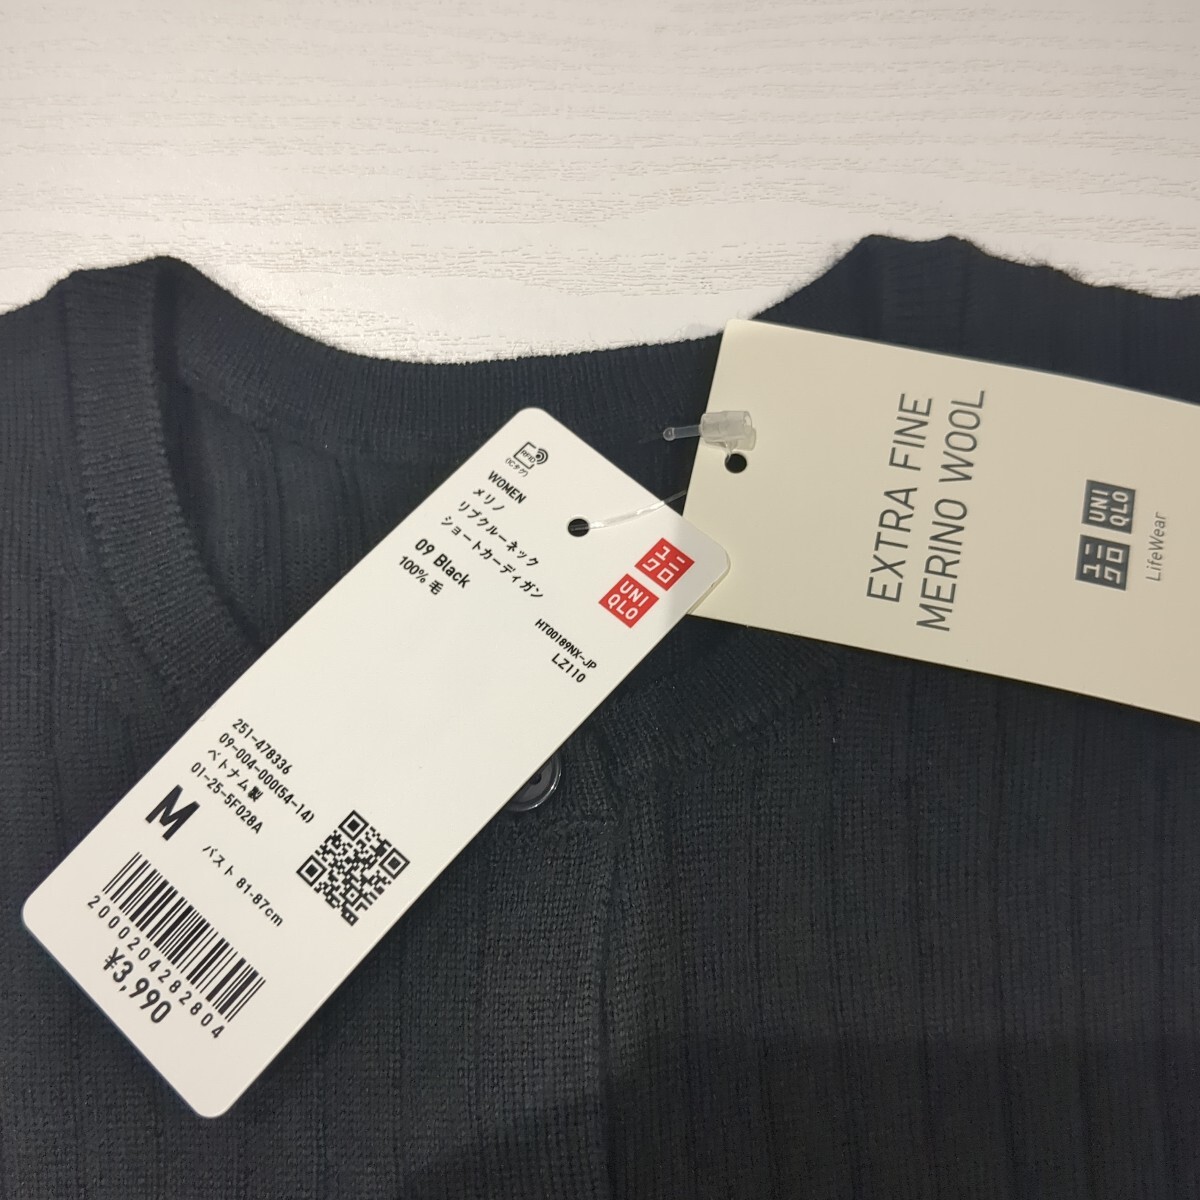 RFID
(ICタグ)
WOMEN
メリノ
リブクルーネック
ショートカーディガン
09 Black
100% 毛
ユニ
クロ
UNI
QLO
HT00189NX-JP
LZ110
251-478336
09-004-000(54-14)
ベトナム製
01-25-5F028A
M
バスト 81-87cm
2000204282804
¥3,990
EXTRA FINE
MERINO WOOL
ユニ
クロ
UNI
QLO
LifeWear